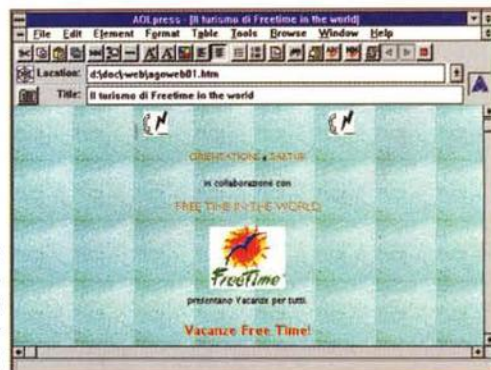 AOLpress - [Il turismo di Freetime in the world]
File Edit Element Format Table Tools Browse Window Help
Location: d:\doc\web\agoweb01.htm
Title: Il turismo di Freetime in the world
ORIENTATIONS e SARTUR
in collaborazione con
FREE TIME IN THE WORLD
FreeTime
presentano Vacanze per tutti.
Vacanze Free Time!